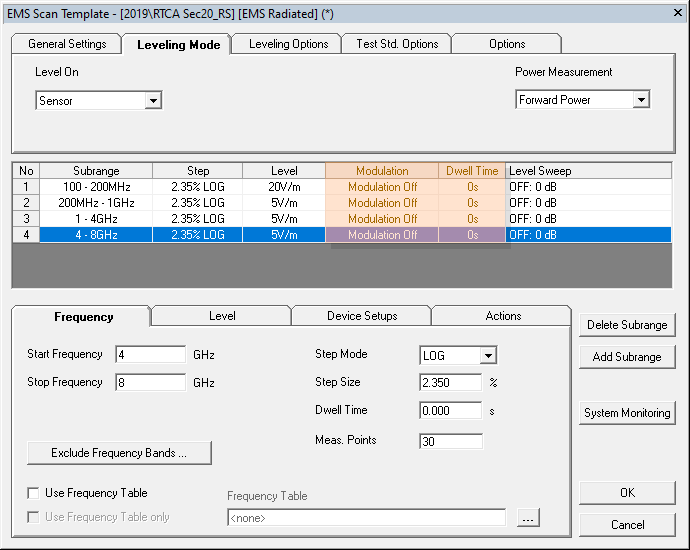 EMS Scan Template - [2019\RTCA Sec20_RS] [EMS Radiated] (*)
General Settings Leveling Mode Leveling Options Test Std. Options Options
Level On Power Measurement
Sensor Forward Power
No Subrange Step Level Modulation Dwell Time Level Sweep
1 100 - 200MHz 2.35% LOG 20V/m Modulation Off 0s OFF: 0 dB
2 200MHz - 1GHz 2.35% LOG 5V/m Modulation Off 0s OFF: 0 dB
3 1 - 4GHz 2.35% LOG 5V/m Modulation Off 0s OFF: 0 dB
4 4 - 8GHz 2.35% LOG 5V/m Modulation Off 0s OFF: 0 dB
Frequency Level Device Setups Actions
Delete Subrange
Start Frequency 4 GHz Step Mode LOG
Add Subrange
Stop Frequency 8 GHz Step Size 2.350 %
Dwell Time 0.000 s
System Monitoring
Meas. Points 30
Exclude Frequency Bands ...
Use Frequency Table Frequency Table
OK
Use Frequency Table only <none> ...
Cancel